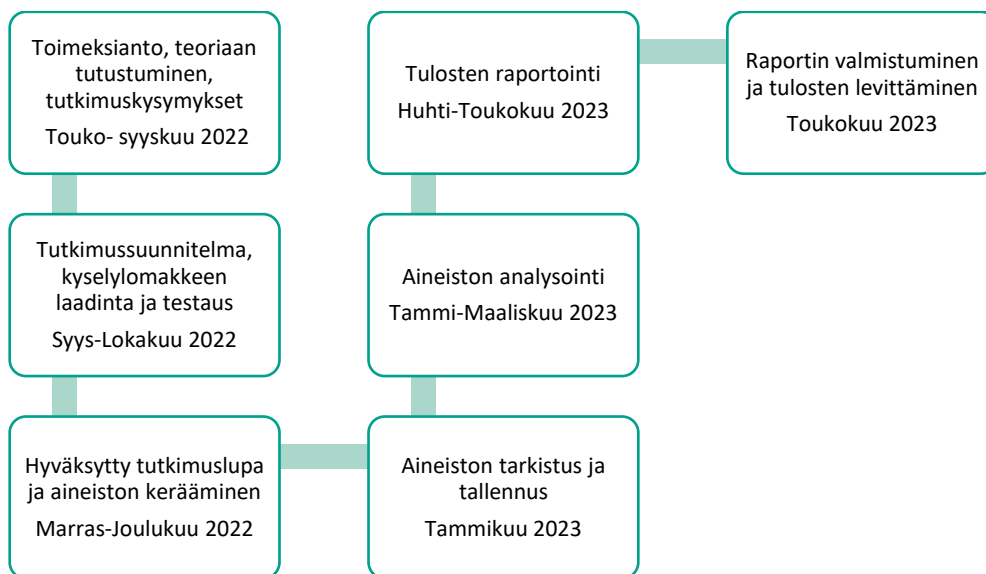 Toimeksianto, teoriaan
tutustuminen,
tutkimuskysymykset
Touko- syyskuu 2022
Tutkimussuunnitelma,
kyselylomakkeen
laadinta ja testaus
Syys-Lokakuu 2022
Hyväksytty tutkimuslupa
ja aineiston kerääminen
Marras-Joulukuu 2022
Aineiston tarkistus ja
tallennus
Tammikuu 2023
Aineiston analysointi
Tammi-Maaliskuu 2023
Tulosten raportointi
Huhti-Toukokuu 2023
Raportin valmistuminen
ja tulosten levittäminen
Toukokuu 2023